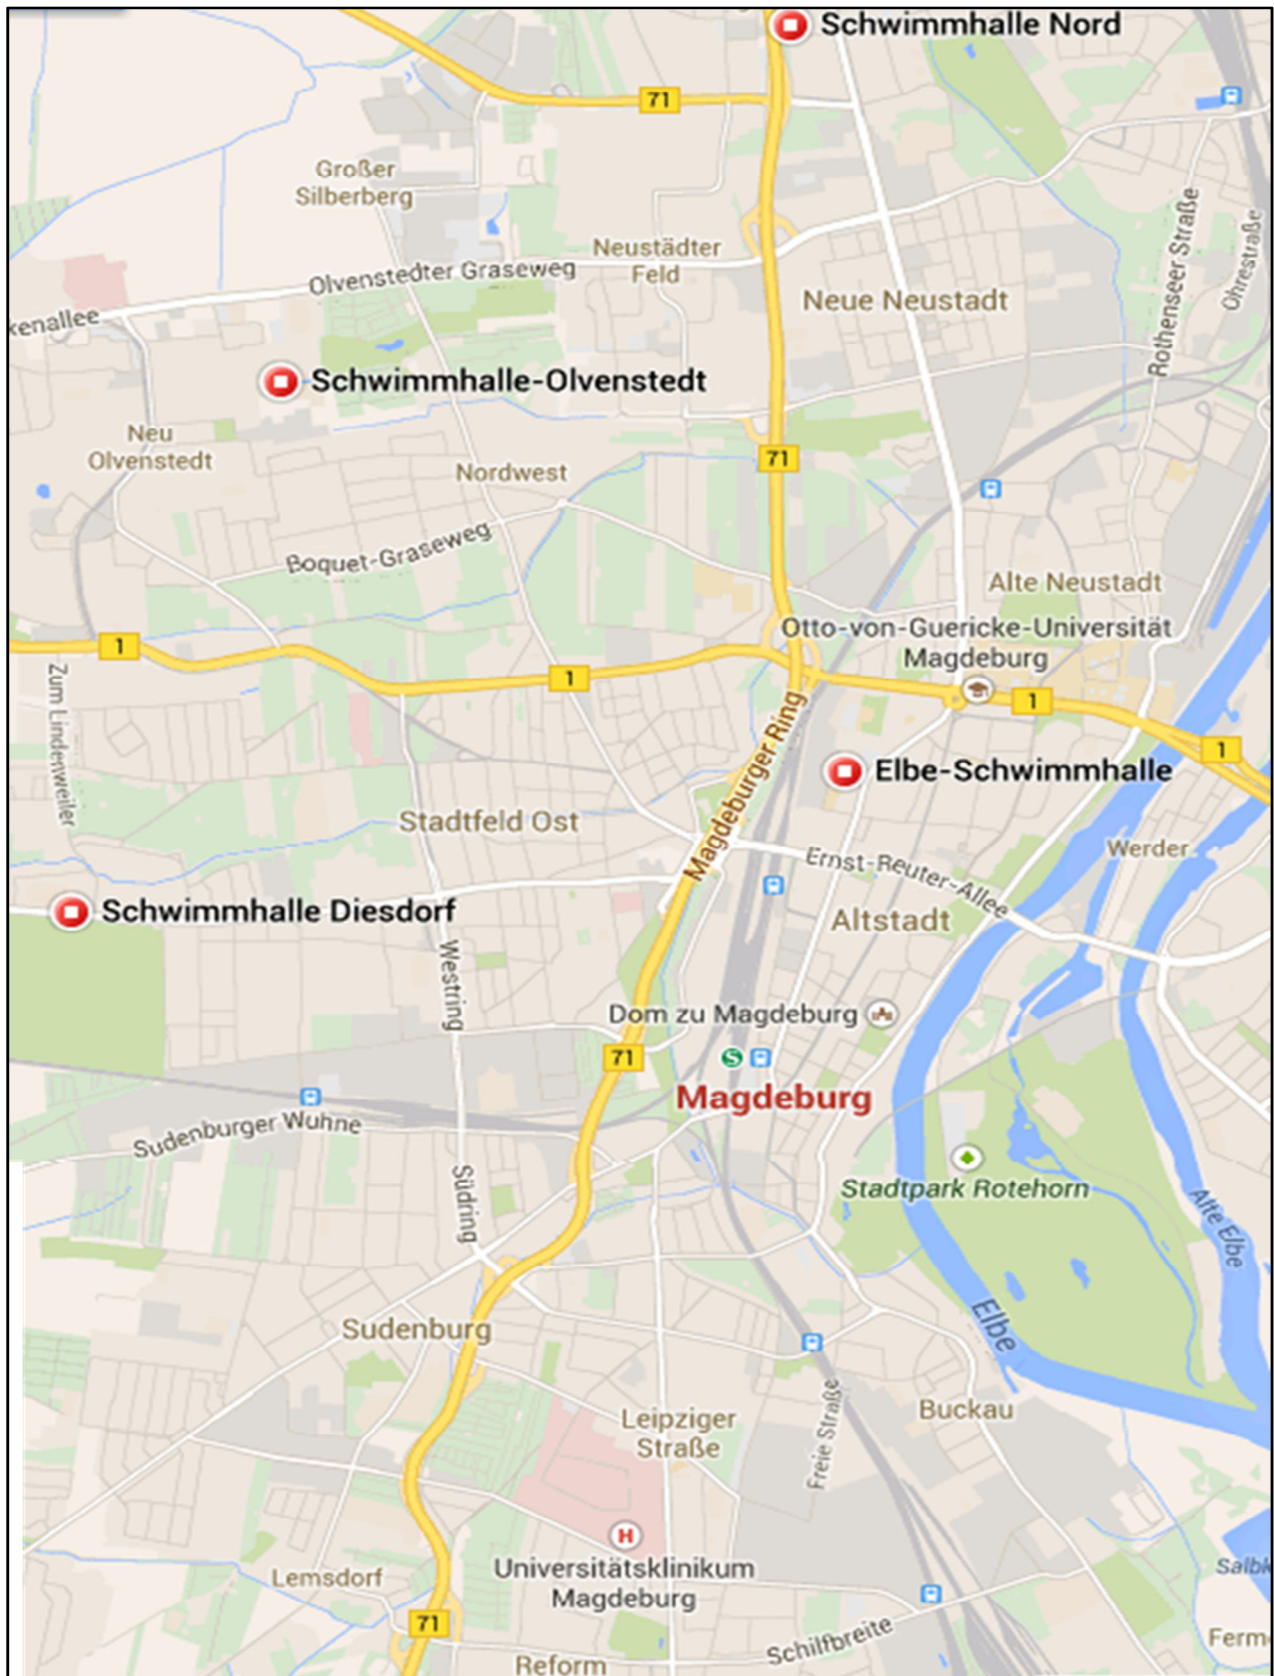 Schwimmhalle Nord
71
Großer
Silberberg
Neustädter
Feld
Olvenstedter Graseweg
Rothenseer Straße
Ohrestraße
Neue Neustadt
kenallee
Schwimmhalle-Olvenstedt
Neu
Olvenstedt
71
Nordwest
Boquet-Graseweg
Alte Neustadt
Otto-von-Guericke-Universität
Magdeburg
1
1
1
1
Zum Lindenweiler
Magdeburger Ring
Elbe-Schwimmhalle
Stadtfeld Ost
Werder
Ernst-Reuter-Allee
Schwimmhalle Diesdorf
Altstadt
Westring
Dom zu Magdeburg
71
S
Magdeburg
Sudenburger Wuhne
Südring
Stadtpark Rotehorn
Alte Elbe
Elbe
Sudenburg
Leipziger
Straße
Freie Straße
Buckau
H
Universitätsklinikum
Magdeburg
Lemsdorf
Salbk
71
Schilfbreite
Ferm
Reform